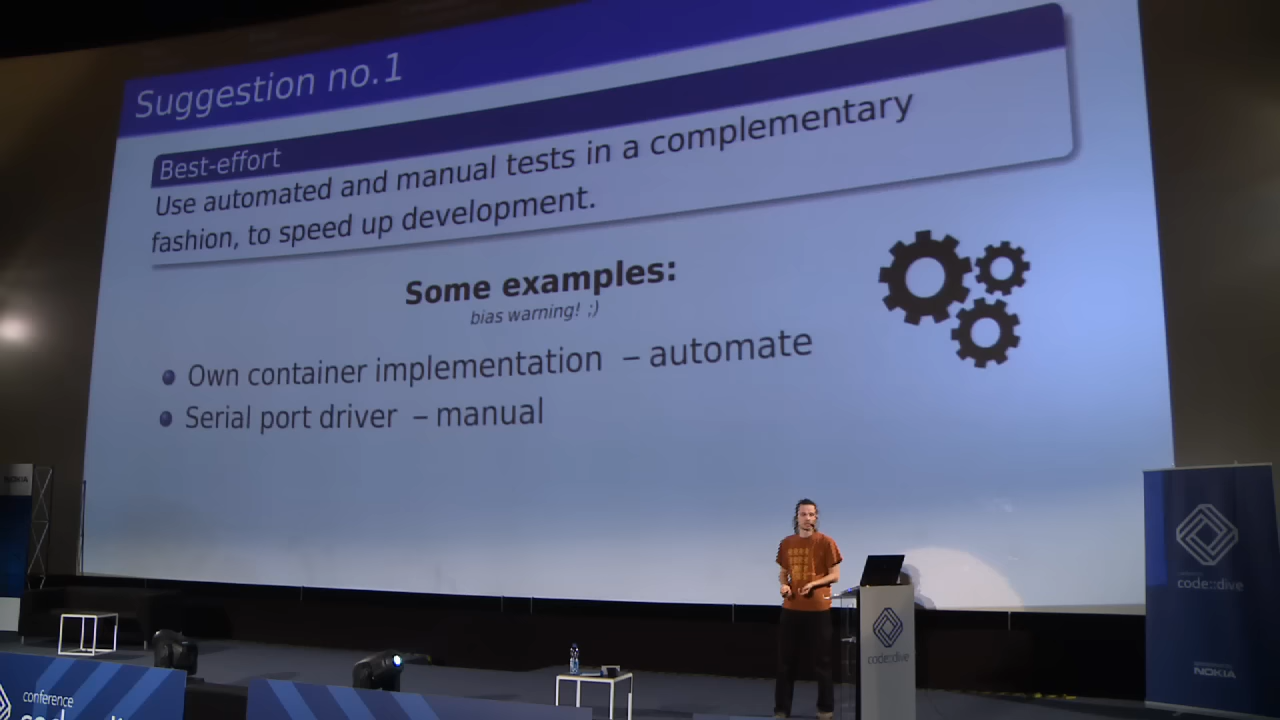 Suggestion no.1
Best-effort
Use automated and manual tests in a complementary
fashion, to speed up development.
Some examples:
bias warning! ;)
Own container implementation – automate
Serial port driver – manual
NOKIA
code::dive
NOKIA
code::dive
conference